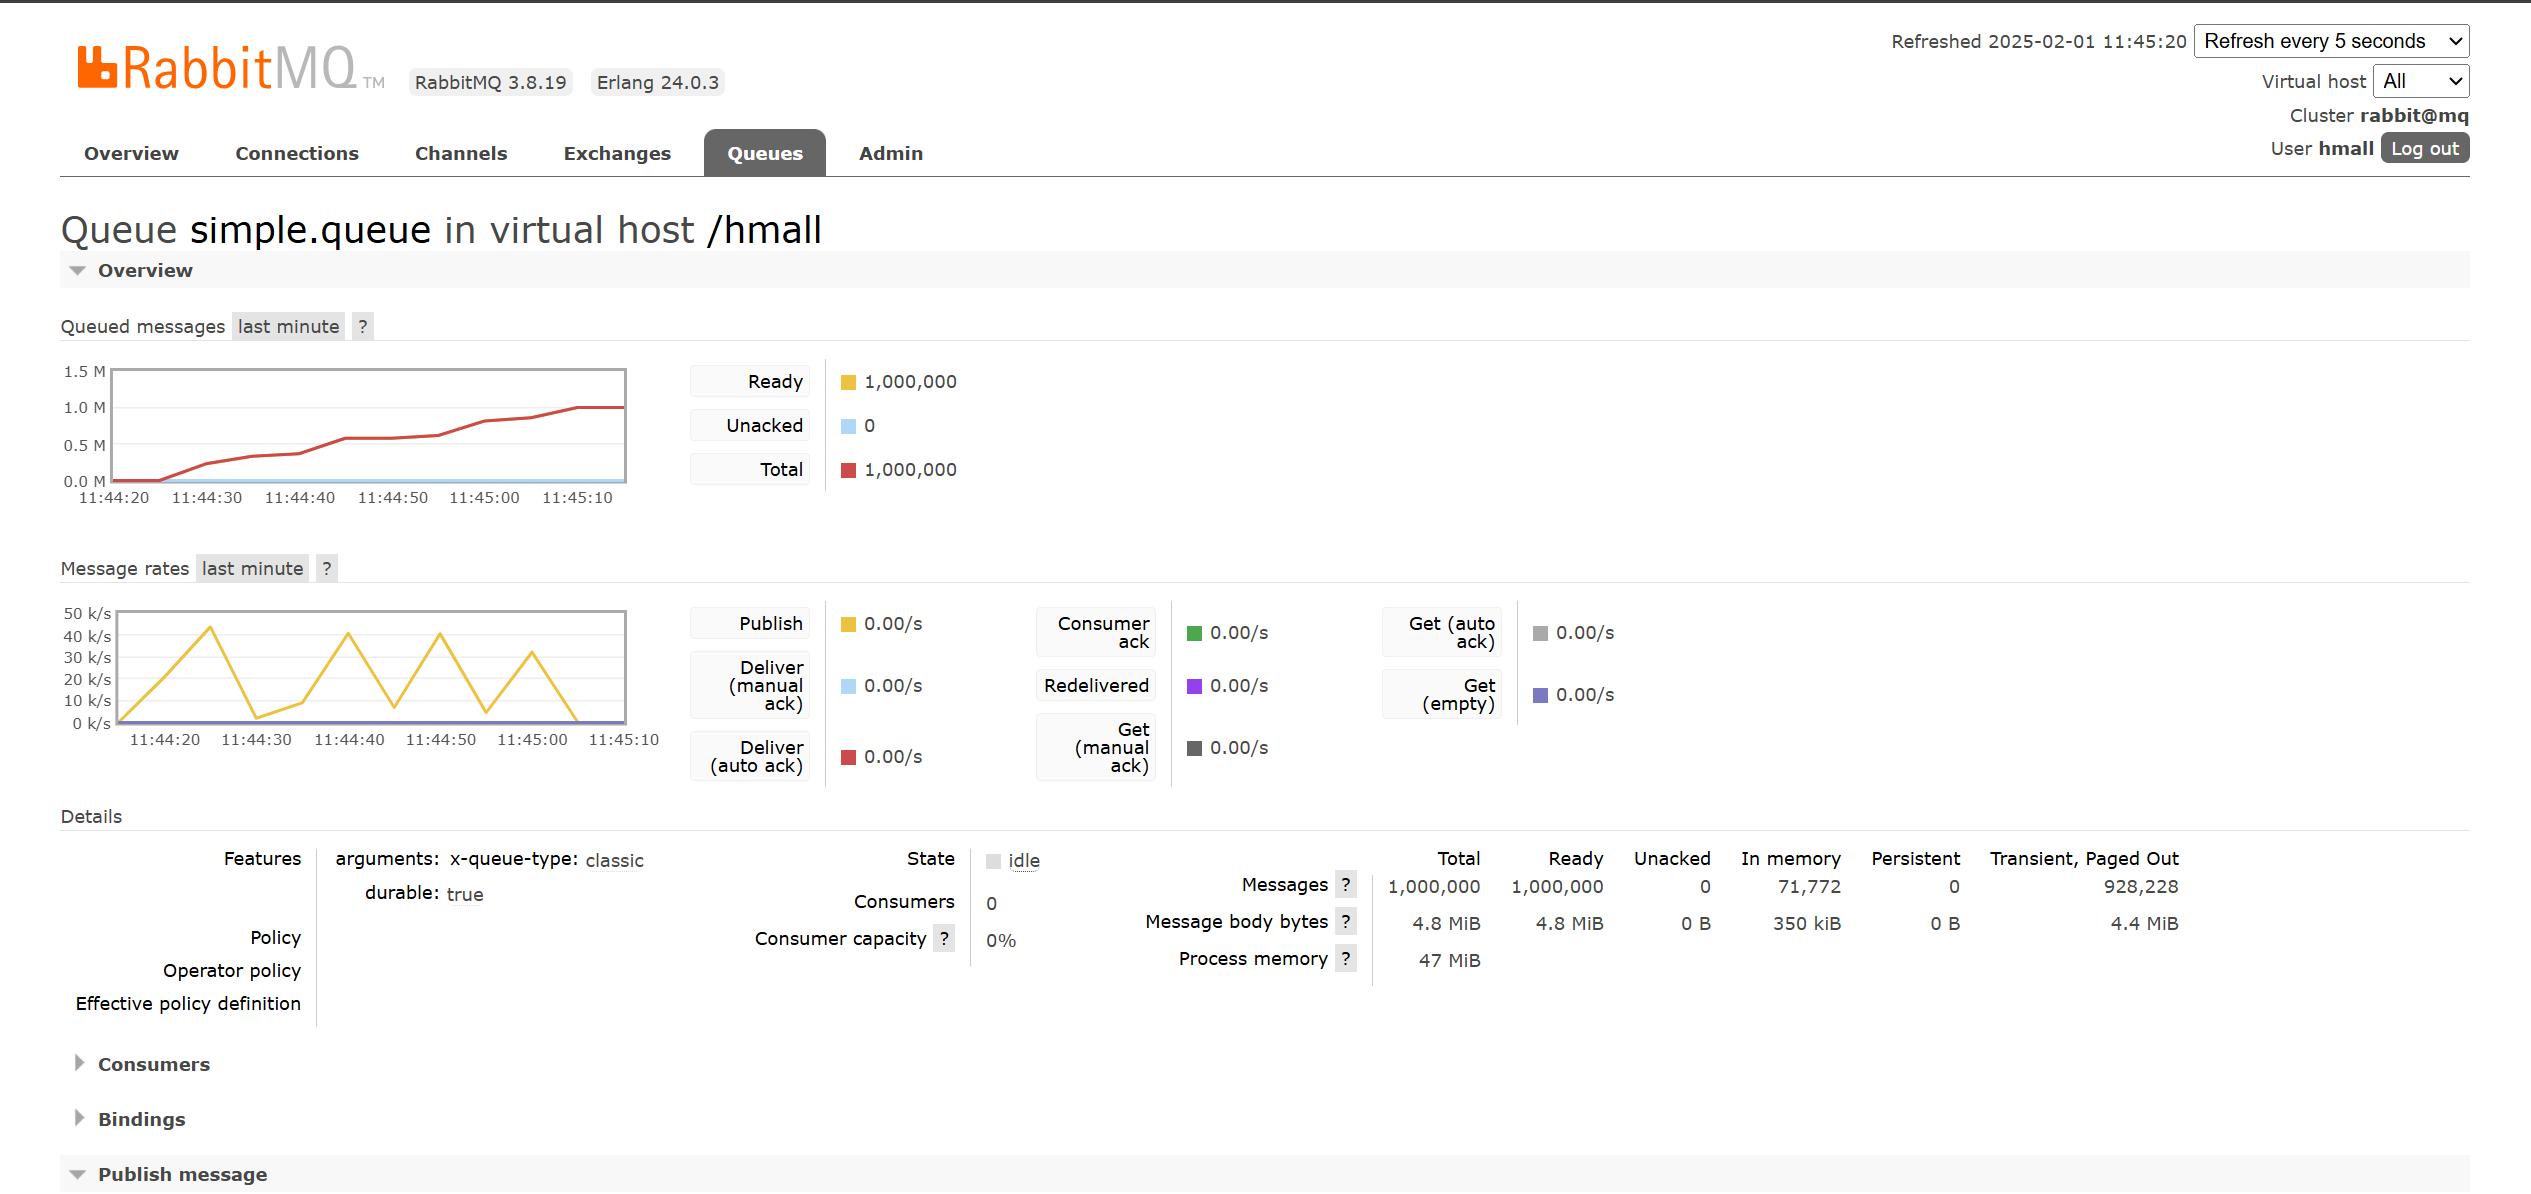 Refreshed 2025-02-01 11:45:20 Refresh every 5 seconds
RabbitMQ TM RabbitMQ 3.8.19 Erlang 24.0.3
Virtual host All
Cluster rabbit@mq
User hmall Log out
Overview Connections Channels Exchanges Queues Admin
Queue simple.queue in virtual host /hmall
Overview
Queued messages last minute ?
1.5 M
1.0 M
0.5 M
0.0 M
11:44:20 11:44:30 11:44:40 11:44:50 11:45:00 11:45:10
Ready 1,000,000
Unacked 0
Total 1,000,000
Message rates last minute ?
50 k/s
40 k/s
30 k/s
20 k/s
10 k/s
0 k/s
11:44:20 11:44:30 11:44:40 11:44:50 11:45:00 11:45:10
Publish 0.00/s
Deliver
(manual
ack)
0.00/s
Deliver
(auto ack)
0.00/s
Consumer
ack
0.00/s
Redelivered 0.00/s
Get
(manual
ack)
0.00/s
Get (auto
ack)
0.00/s
Get
(empty)
0.00/s
Details
Features arguments: x-queue-type: classic
durable: true
Policy
Operator policy
Effective policy definition
State idle
Consumers 0
Consumer capacity ? 0%
Total Ready Unacked In memory Persistent Transient, Paged Out
Messages ? 1,000,000 1,000,000 0 71,772 0 928,228
Message body bytes ? 4.8 MiB 4.8 MiB 0 B 350 kiB 0 B 4.4 MiB
Process memory ? 47 MiB
Consumers
Bindings
Publish message